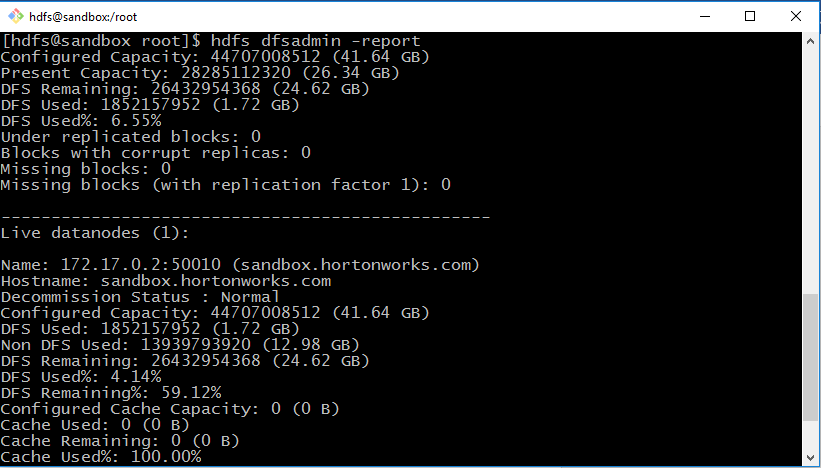 hdfs@sandbox:/root
[hdfs@sandbox root]$ hdfs dfsadmin -report
Configured Capacity: 44707008512 (41.64 GB)
Present Capacity: 28285112320 (26.34 GB)
DFS Remaining: 26432954368 (24.62 GB)
DFS Used: 1852157952 (1.72 GB)
DFS Used%: 6.55%
Under replicated blocks: 0
Blocks with corrupt replicas: 0
Missing blocks: 0
Missing blocks (with replication factor 1): 0
-------------------------------------------------
Live datanodes (1):
Name: 172.17.0.2:50010 (sandbox.hortonworks.com)
Hostname: sandbox.hortonworks.com
Decommission Status : Normal
Configured Capacity: 44707008512 (41.64 GB)
DFS Used: 1852157952 (1.72 GB)
Non DFS Used: 13939793920 (12.98 GB)
DFS Remaining: 26432954368 (24.62 GB)
DFS Used%: 4.14%
DFS Remaining%: 59.12%
Configured Cache Capacity: 0 (0 B)
Cache Used: 0 (0 B)
Cache Remaining: 0 (0 B)
Cache Used%: 100.00%